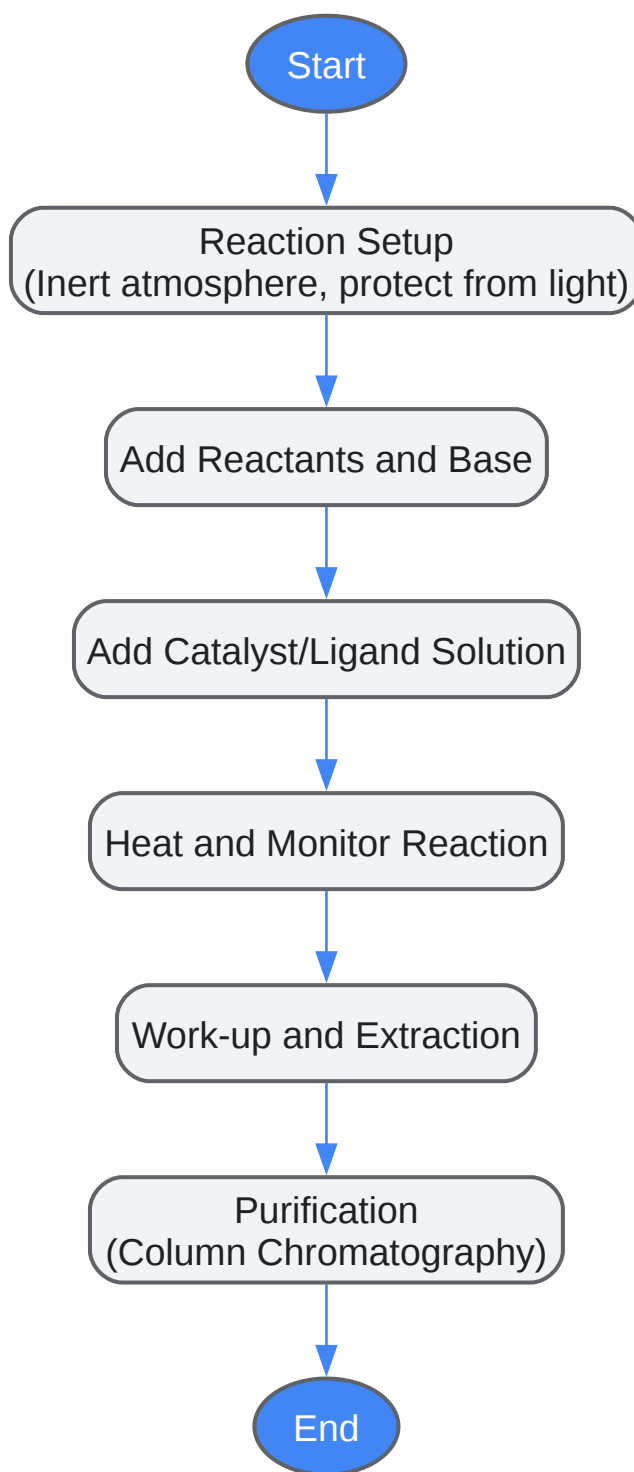 Start
Reaction Setup
(Inert atmosphere, protect from light)
Add Reactants and Base
Add Catalyst/Ligand Solution
Heat and Monitor Reaction
Work-up and Extraction
Purification
(Column Chromatography)
End